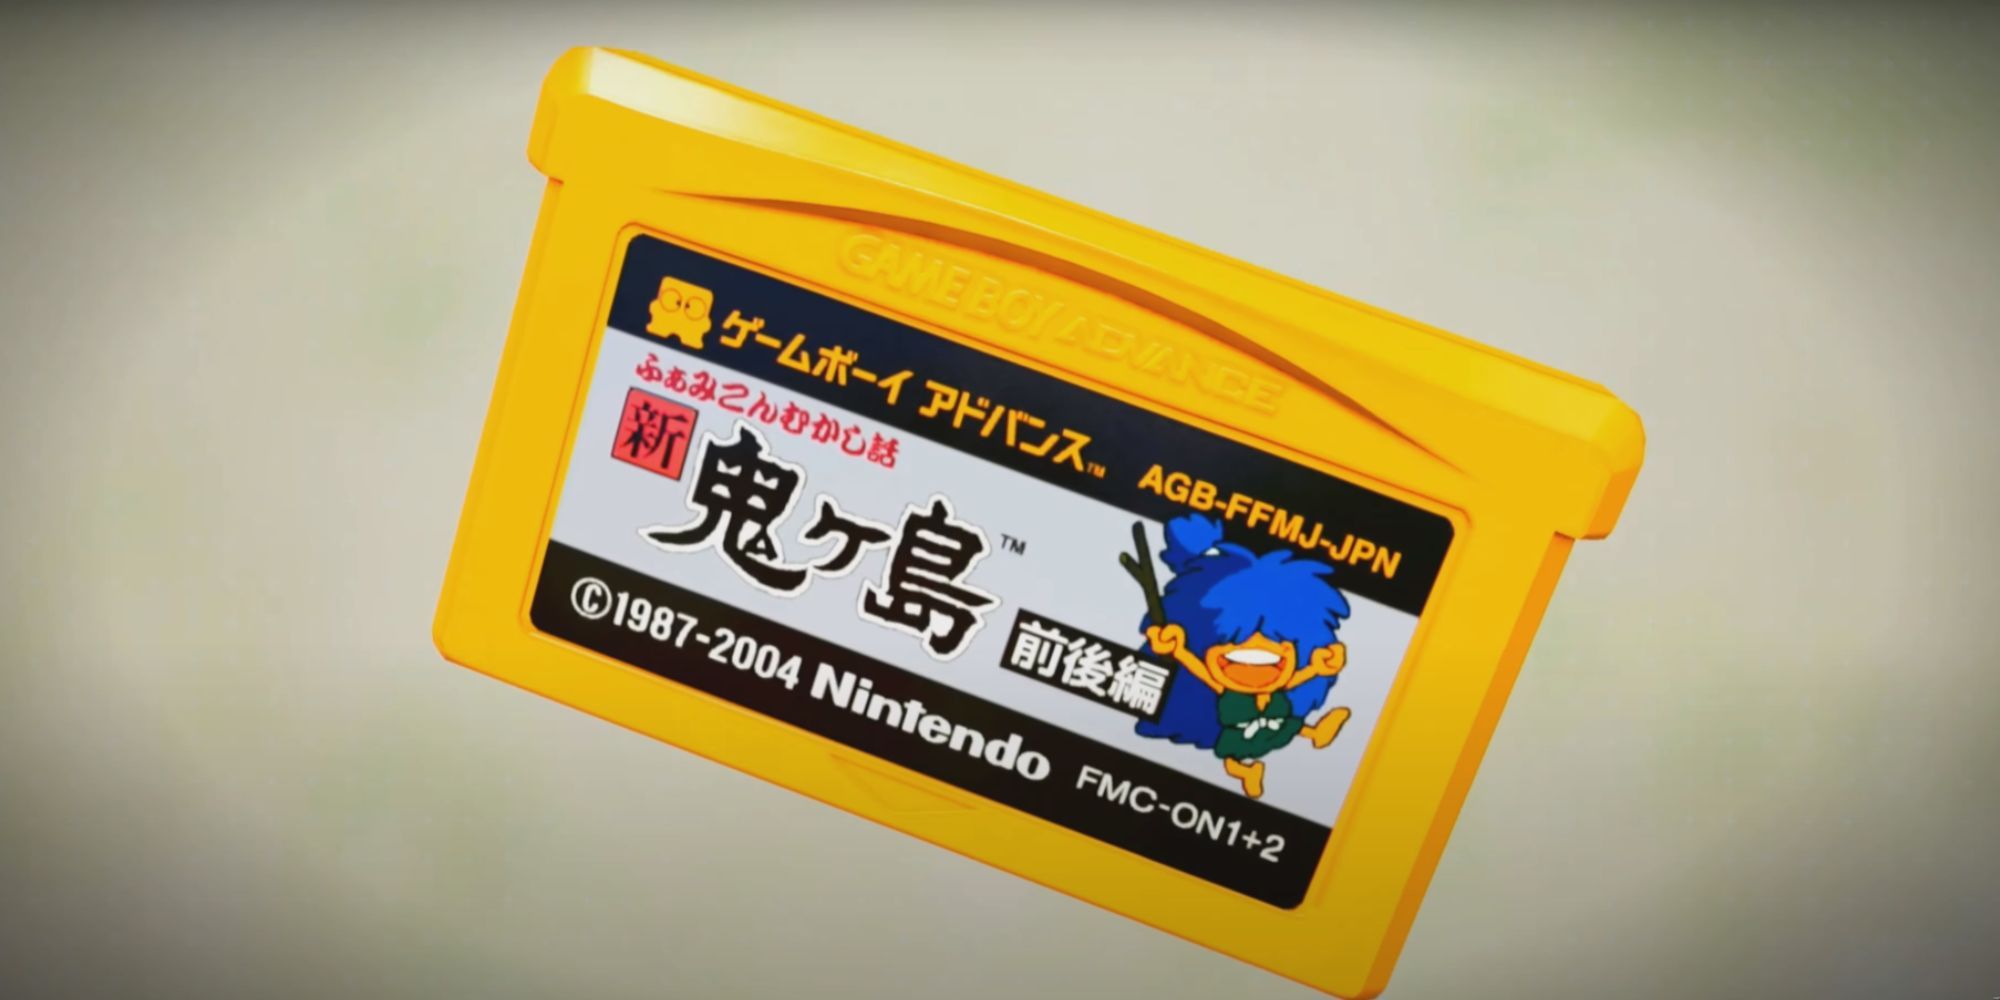 GAME BOY ADVANCE
ゲームボーイ アドバンス™ AGB-FFMJ-JPN
ふぁみこんむかし話
新 鬼ヶ島™
前後編
©1987-2004 Nintendo FMC-ON1+2